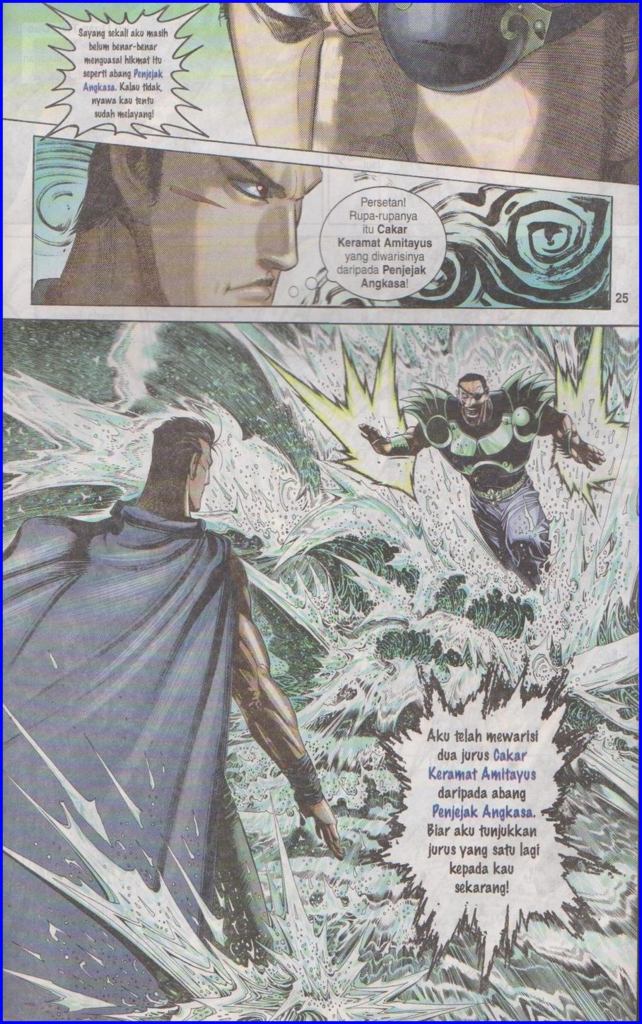 Sayang sekali aku masih
belum benar-benar
menguasai hikmat itu
seperti abang Penjejak
Angkasa. Kalau tidak,
nyawa kau tentu
sudah melayang!
Persetan!
Rupa-rupanya
itu Cakar
Keramat Amitayus
yang diwarisinya
daripada Penjejak
Angkasa!
25
Aku telah mewarisi
dua jurus Cakar
Keramat Amitayus
daripada abang
Penjejak Angkasa.
Biar aku tunjukkan
jurus yang satu lagi
kepada kau
sekarang!